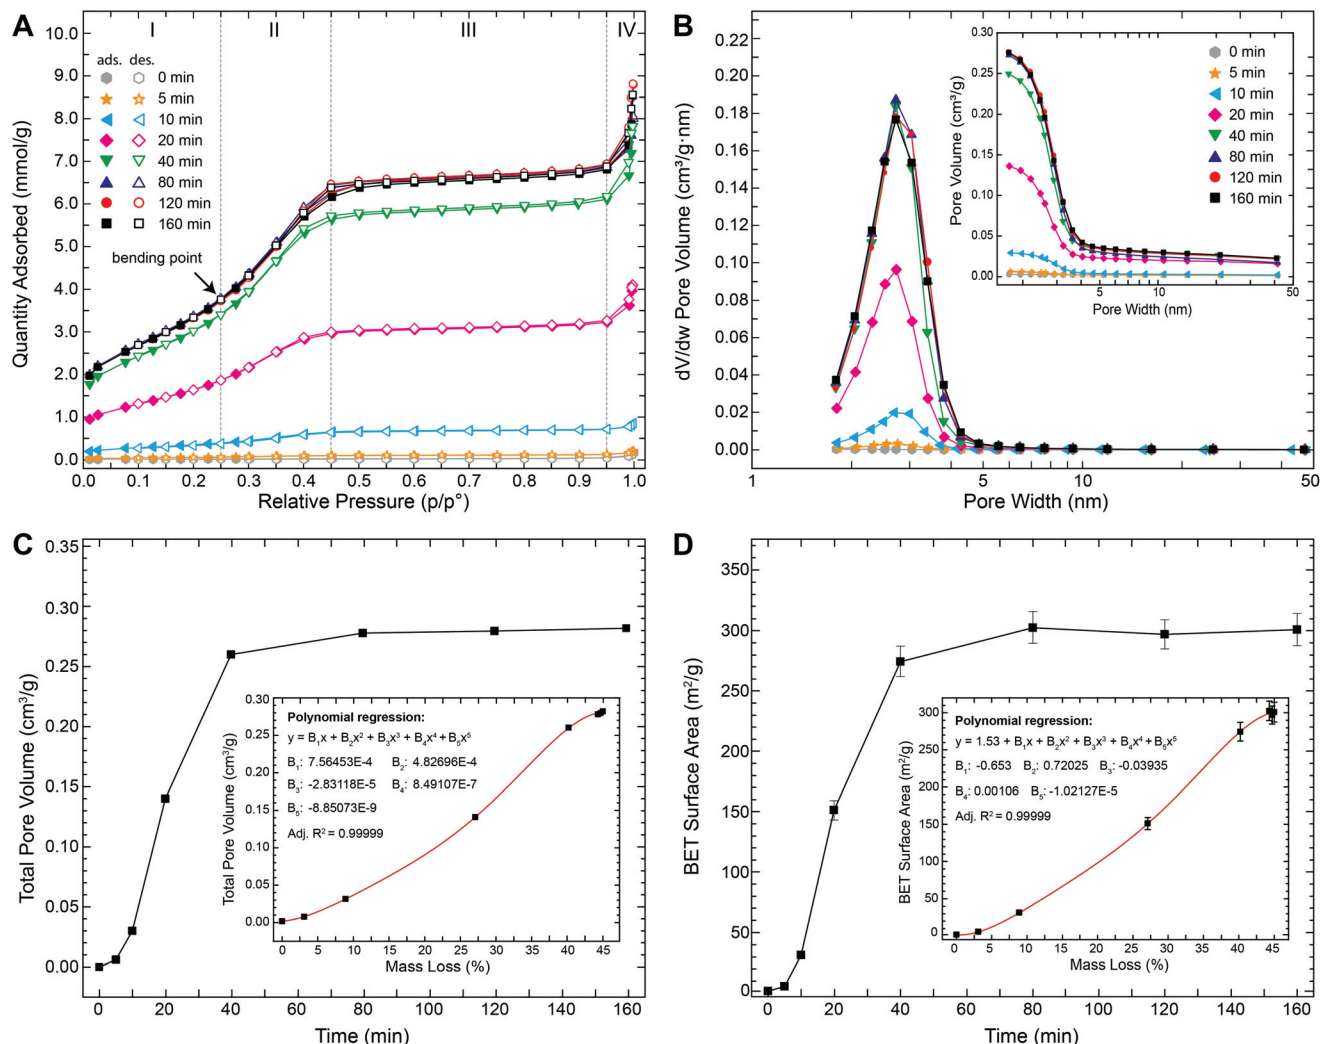 A
I
II
III
IV
10.0
9.0
8.0
7.0
6.0
5.0
4.0
3.0
2.0
1.0
0.0
Quantity Adsorbed (mmol/g)
ads. des.
0 min
5 min
10 min
20 min
40 min
80 min
120 min
160 min
bending point
0.0 0.1 0.2 0.3 0.4 0.5 0.6 0.7 0.8 0.9 1.0
Relative Pressure (p/p°)
B
0.22
0.20
0.18
0.16
0.14
0.12
0.10
0.08
0.06
0.04
0.02
0.00
dV/dw Pore Volume (cm³/g·nm)
0.30
0.25
0.20
0.15
0.10
0.05
0.00
Pore Volume (cm³/g)
0 min
5 min
10 min
20 min
40 min
80 min
120 min
160 min
5 10 50
Pore Width (nm)
1 5 10 50
Pore Width (nm)
C
0.35
0.30
0.25
0.20
0.15
0.10
0.05
0.00
Total Pore Volume (cm³/g)
0.30
0.25
0.20
0.15
0.10
0.05
0.00
Total Pore Volume (cm³/g)
Polynomial regression:
y = B₁x + B₂x² + B₃x³ + B₄x⁴ + B₅x⁵
B₁: 7.56453E-4 B₂: 4.82696E-4
B₃: -2.83118E-5 B₄: 8.49107E-7
B₅: -8.85073E-9
Adj. R² = 0.99999
0 5 10 15 20 25 30 35 40 45
Mass Loss (%)
0 20 40 60 80 100 120 140 160
Time (min)
D
350
300
250
200
150
100
50
0
BET Surface Area (m²/g)
300
250
200
150
100
50
0
BET Surface Area (m²/g)
Polynomial regression:
y = 1.53 + B₁x + B₂x² + B₃x³ + B₄x⁴ + B₅x⁵
B₁: -0.653 B₂: 0.72025 B₃: -0.03935
B₄: 0.00106 B₅: -1.02127E-5
Adj. R² = 0.99999
0 5 10 15 20 25 30 35 40 45
Mass Loss (%)
0 20 40 60 80 100 120 140 160
Time (min)